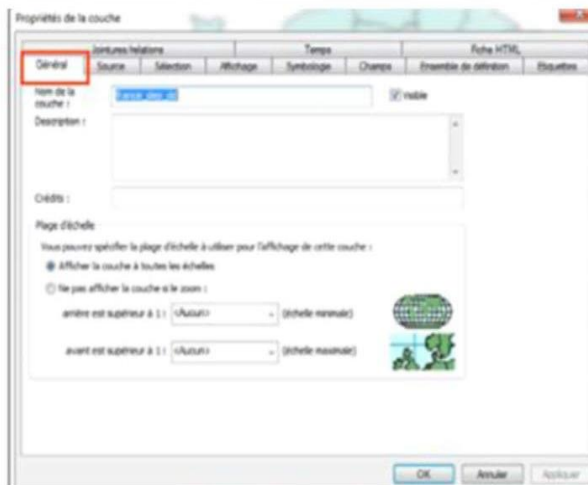 Propriétés de la couche
Jointures/relations Temps Fiche HTML
Général Source Sélection Affichage Symbologie Champs Ensemble de définition Etiquettes
Nom de la couche : Visible
Description :
Crédits :
Plage d'échelle
Vous pouvez spécifier la plage d'échelle à utiliser pour l'affichage de cette couche :
Afficher la couche à toutes les échelles
Ne pas afficher la couche si le zoom :
arrière est supérieur à 1 : <Aucun> (échelle minimale)
avant est supérieur à 1 : <Aucun> (échelle maximale)
OK Annuler Appliquer